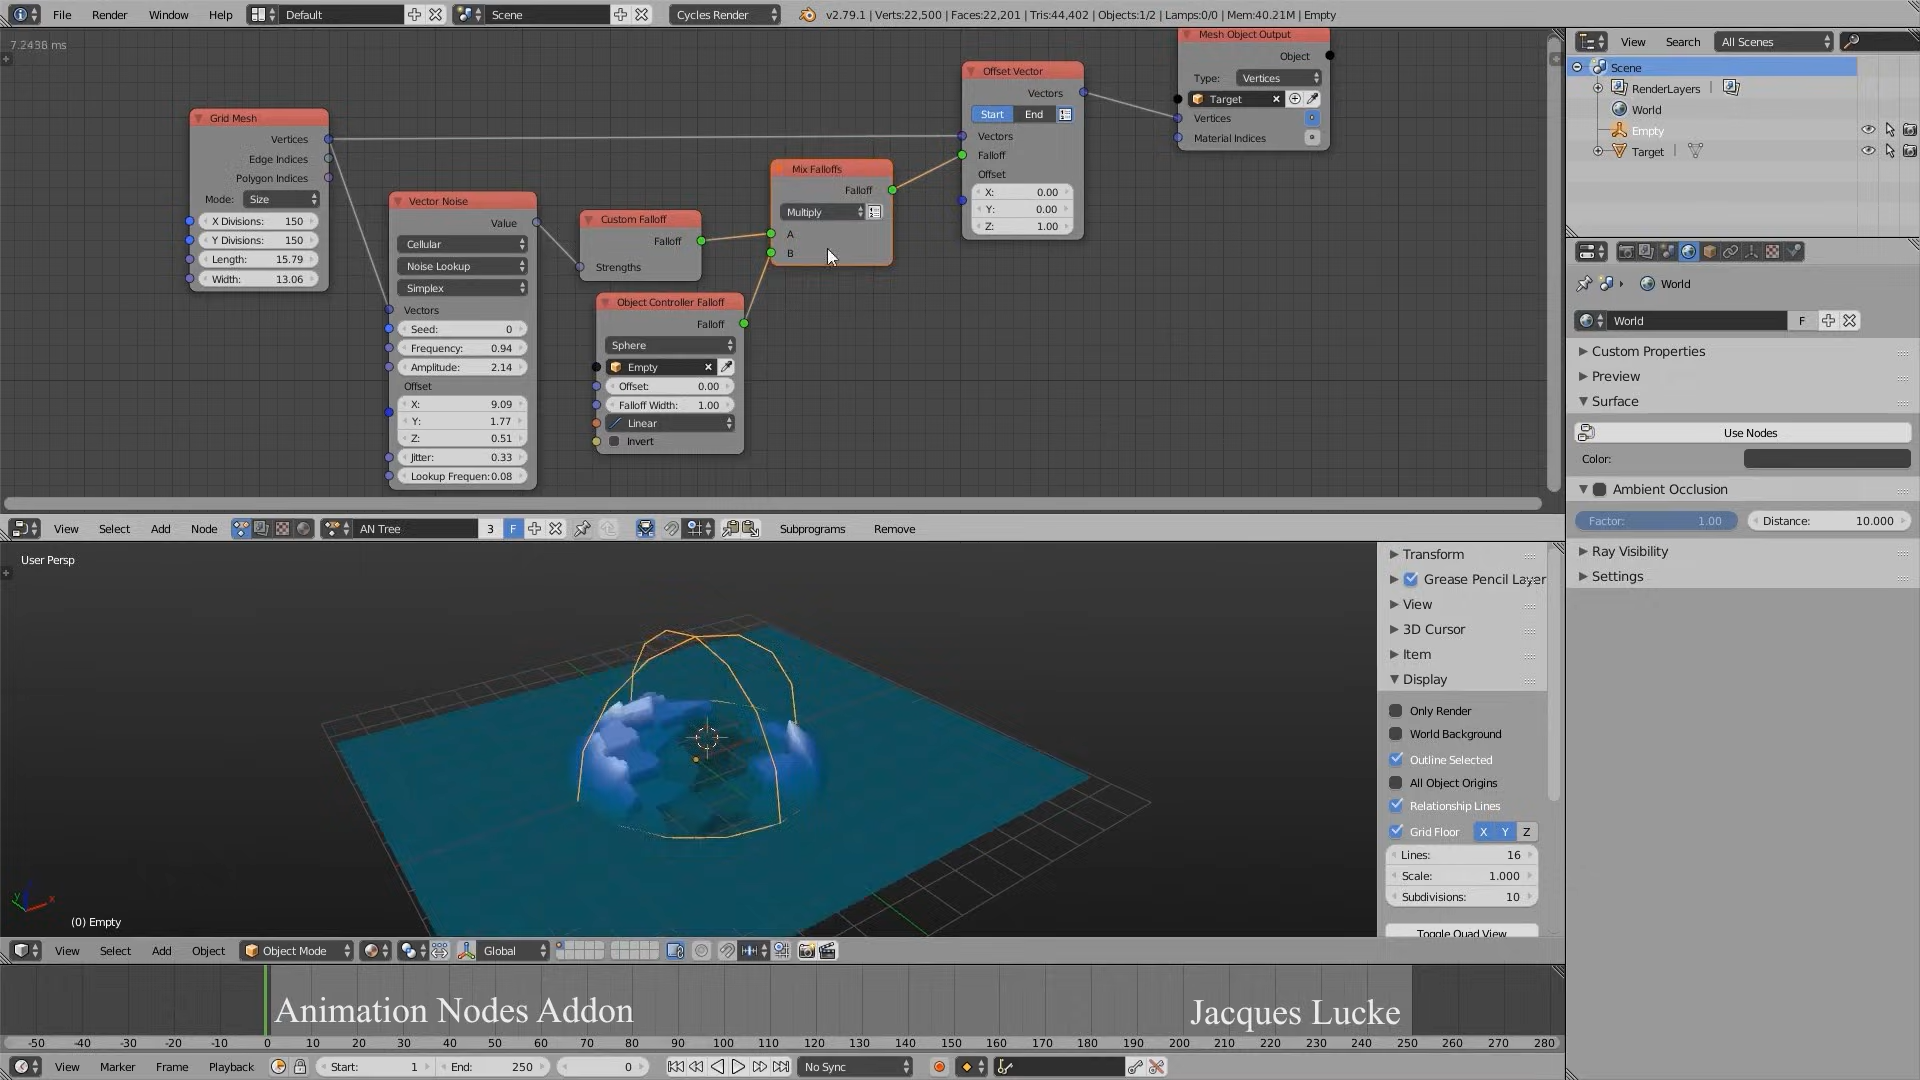 File Render Window Help Default Scene Cycles Render v2.79.1 | Verts:22,500 | Faces:22,201 | Tris:44,402 | Objects:1/2 | Lamps:0/0 | Mem:40.21M | Empty
7.2436 ms
Grid Mesh
Vertices
Edge Indices
Polygon Indices
Mode: Size
X Divisions: 150
Y Divisions: 150
Length: 15.79
Width: 13.06
Vector Noise
Value
Cellular
Noise Lookup
Simplex
Vectors
Seed: 0
Frequency: 0.94
Amplitude: 2.14
Offset
X: 9.09
Y: 1.77
Z: 0.51
Jitter: 0.33
Lookup Frequen: 0.08
Custom Falloff
Falloff
Strengths
Object Controller Falloff
Falloff
Sphere
Empty
Offset: 0.00
Falloff Width: 1.00
Linear
Invert
Mix Falloffs
Falloff
Multiply
A
B
Offset Vector
Vectors
Start End
Vectors
Falloff
Offset
X: 0.00
Y: 0.00
Z: 1.00
Mesh Object Output
Object
Type: Vertices
Target
Vertices
Material Indices
View Select Add Node AN Tree 3 F Subprograms Remove
User Persp
(0) Empty
Transform
Grease Pencil Layer
View
3D Cursor
Item
Display
Only Render
World Background
Outline Selected
All Object Origins
Relationship Lines
Grid Floor X Y Z
Lines: 16
Scale: 1.000
Subdivisions: 10
Toggle Quad View
View Select Add Object Object Mode Global
Animation Nodes Addon
Jacques Lucke
-50 -40 -30 -20 -10 0 10 20 30 40 50 60 70 80 90 100 110 120 130 140 150 160 170 180 190 200 210 220 230 240 250 260 270 280
View Marker Frame Playback Start: 1 End: 250 0 No Sync
View Search All Scenes
Scene
RenderLayers
World
Empty
Target
World
World F
Custom Properties
Preview
Surface
Use Nodes
Color:
Ambient Occlusion
Factor: 1.00 Distance: 10.000
Ray Visibility
Settings